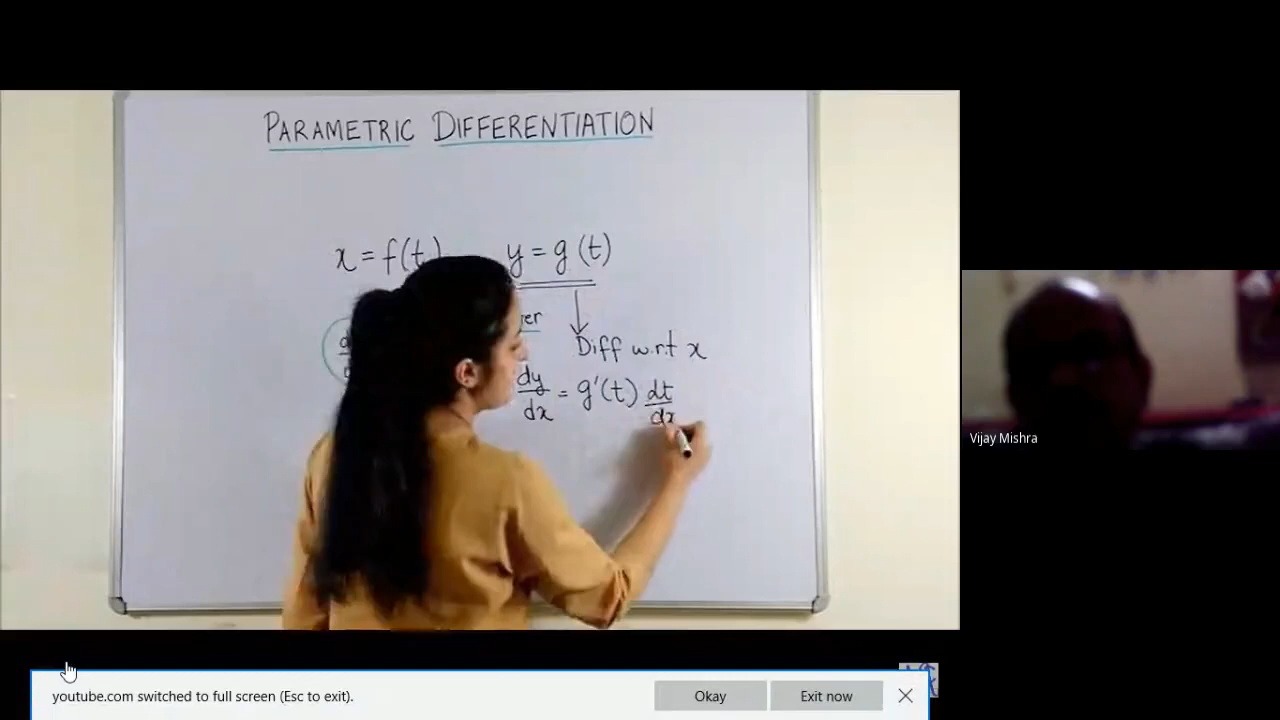 PARAMETRIC DIFFERENTIATION
x = f(t) y = g(t)
Diff w.r.t x
dy/dx = g'(t) dt/dx
Vijay Mishra
youtube.com switched to full screen (Esc to exit).
Okay
Exit now